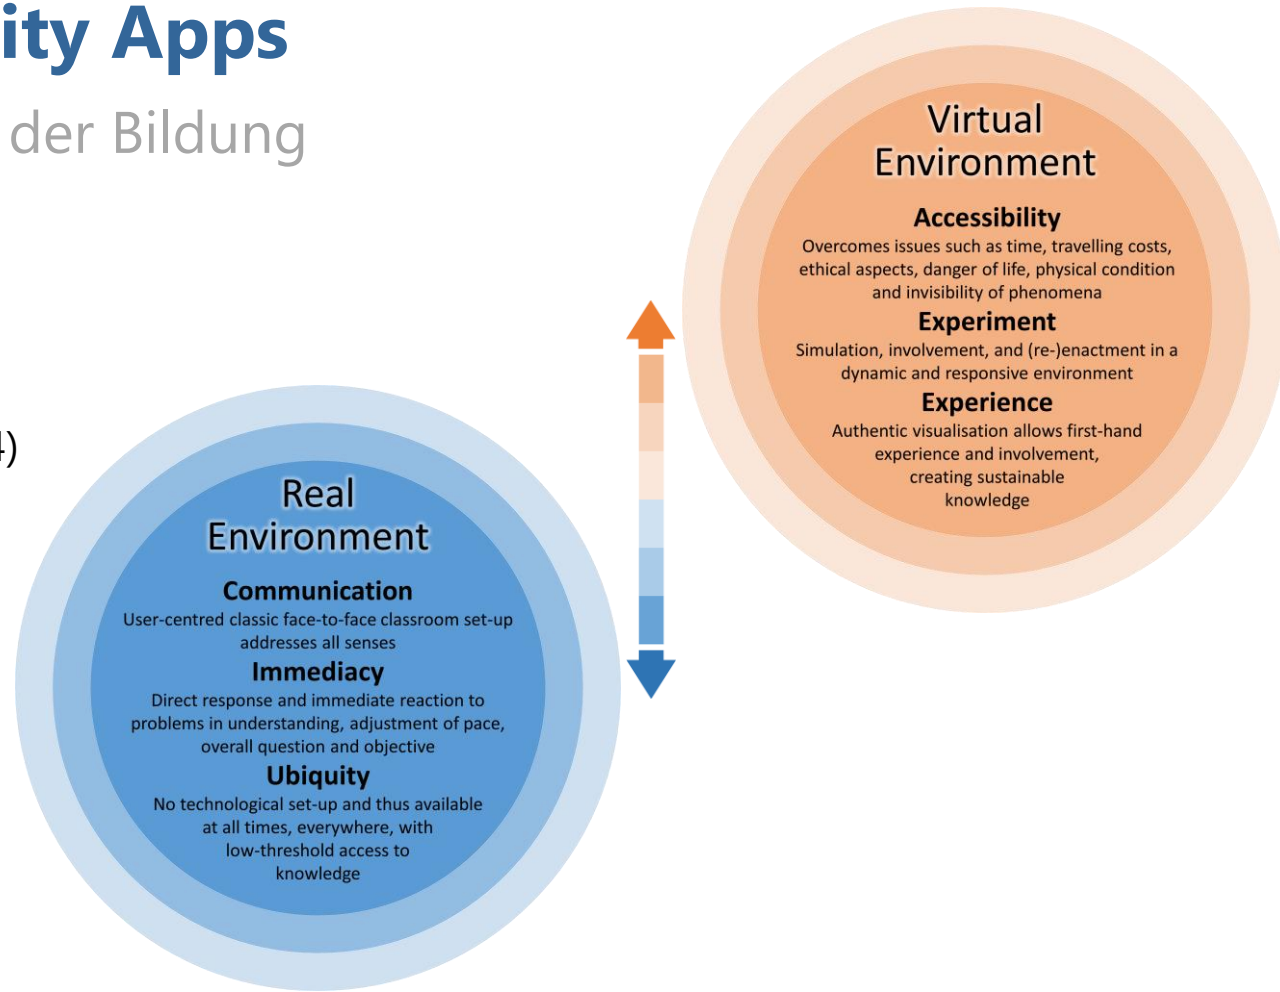 ity Apps
der Bildung
4)
Real
Environment
Communication
User-centred classic face-to-face classroom set-up
addresses all senses
Immediacy
Direct response and immediate reaction to
problems in understanding, adjustment of pace,
overall question and objective
Ubiquity
No technological set-up and thus available
at all times, everywhere, with
low-threshold access to
knowledge
Virtual
Environment
Accessibility
Overcomes issues such as time, travelling costs,
ethical aspects, danger of life, physical condition
and invisibility of phenomena
Experiment
Simulation, involvement, and (re-)enactment in a
dynamic and responsive environment
Experience
Authentic visualisation allows first-hand
experience and involvement,
creating sustainable
knowledge